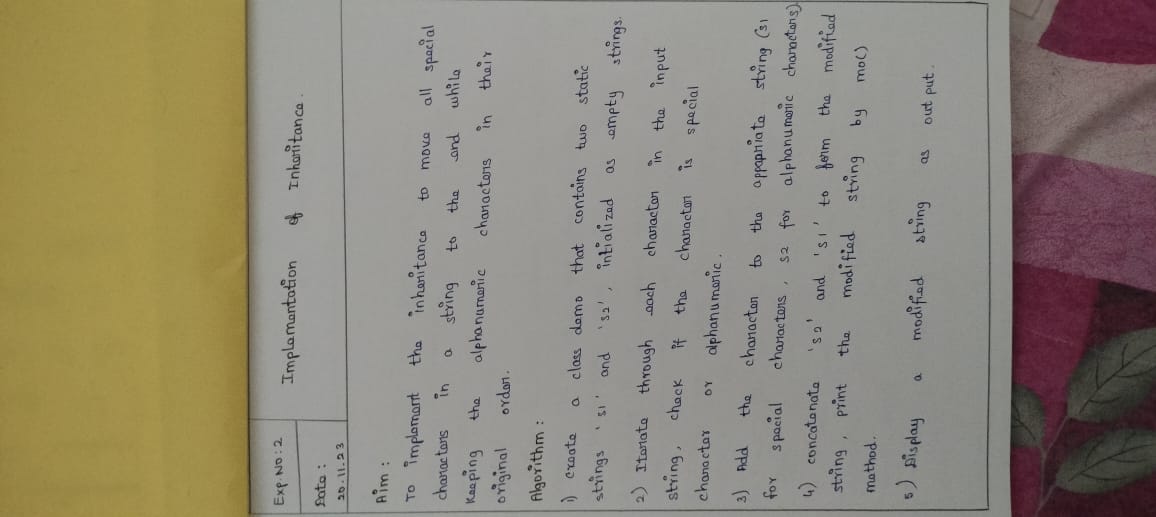 Exp. No : 2
Implementation of Inheritance.
Date :
20.11.23
Aim :
To implement the inheritance to move all special
characters in a string to the end while
keeping the alphanumeric characters in their
original order.
Algorithm :
1) create a class demo that contains two static
strings 's1' and 's2', intialized as empty strings.
2) Iterate through each character in the input
string, check if the character is special
character or alphanumeric.
3) Add the character to the appapriate string (s1
for special characters, s2 for alphanumeric characters)
4) concatenate 's2' and 's1' to form the modified
string, print the modified string by mo()
method.
5) Display a modified string as out put.